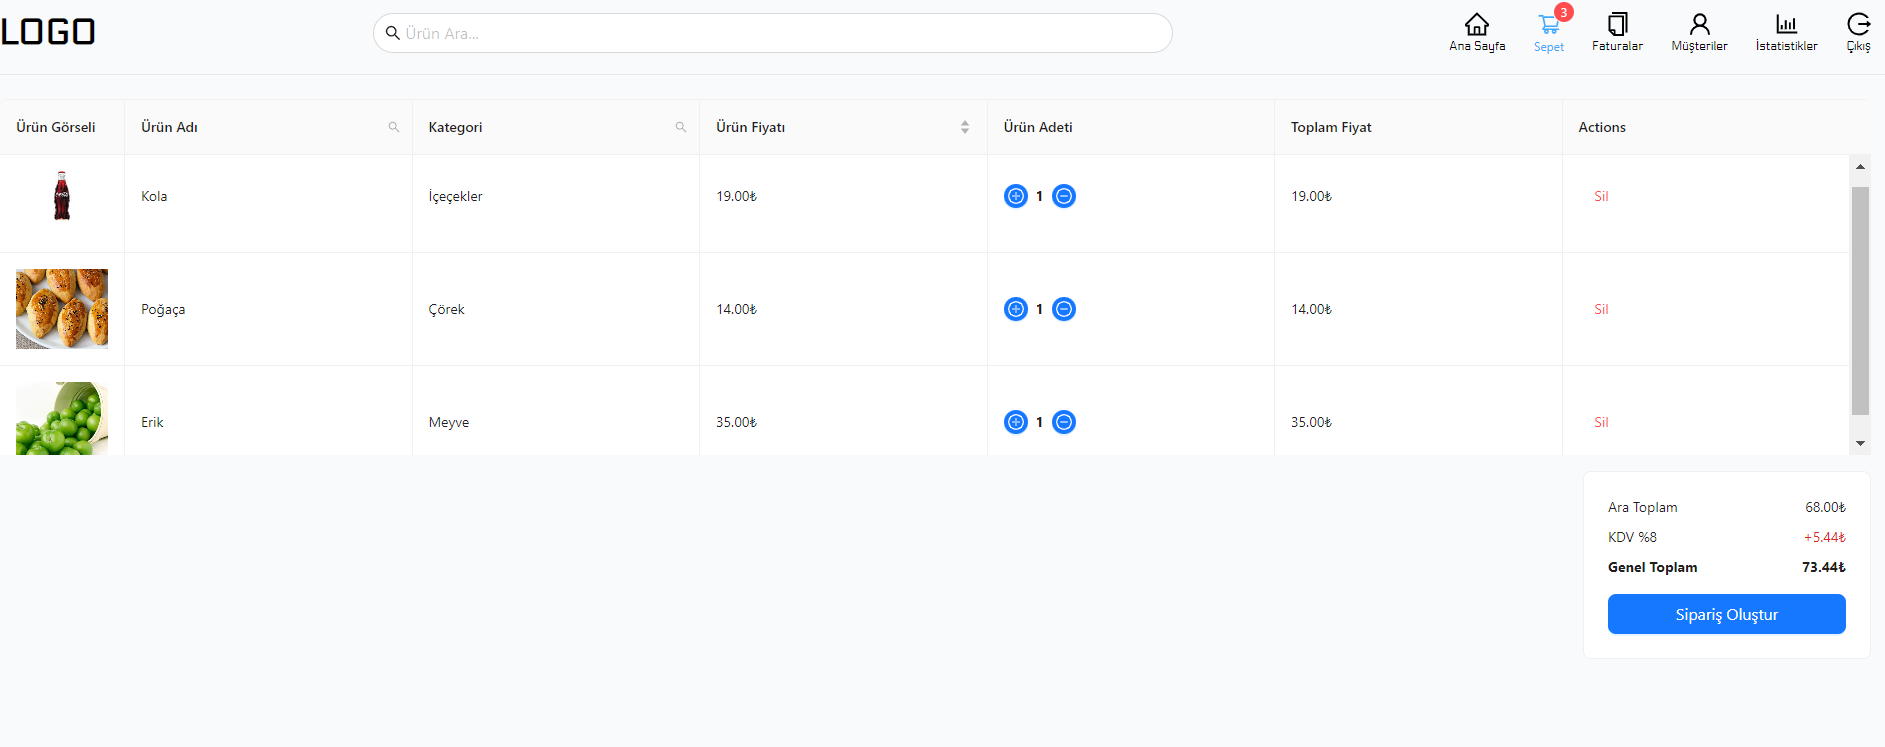 LOGO
Ürün Ara...
Ana Sayfa
3
Sepet
Faturalar
Müşteriler
İstatistikler
Çıkış
Ürün Görseli Ürün Adı Kategori Ürün Fiyatı Ürün Adeti Toplam Fiyat Actions
Kola İçeçekler 19.00₺ 1 19.00₺ Sil
Poğaça Çörek 14.00₺ 1 14.00₺ Sil
Erik Meyve 35.00₺ 1 35.00₺ Sil
Ara Toplam 68.00₺
KDV %8 +5.44₺
Genel Toplam 73.44₺
Sipariş Oluştur